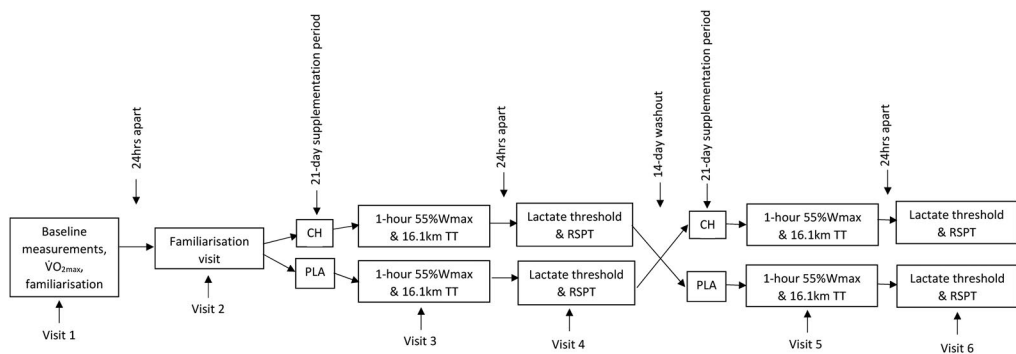 24hrs apart
21-day supplementation period
24hrs apart
14-day washout
21-day supplementation period
24hrs apart
Baseline
measurements,
V̇O2max,
familiarisation
Familiarisation
visit
CH
1-hour 55%Wmax
& 16.1km TT
Lactate threshold
& RSPT
CH
1-hour 55%Wmax
& 16.1km TT
Lactate threshold
& RSPT
PLA
1-hour 55%Wmax
& 16.1km TT
Lactate threshold
& RSPT
PLA
1-hour 55%Wmax
& 16.1km TT
Lactate threshold
& RSPT
Visit 1
Visit 2
Visit 3
Visit 4
Visit 5
Visit 6